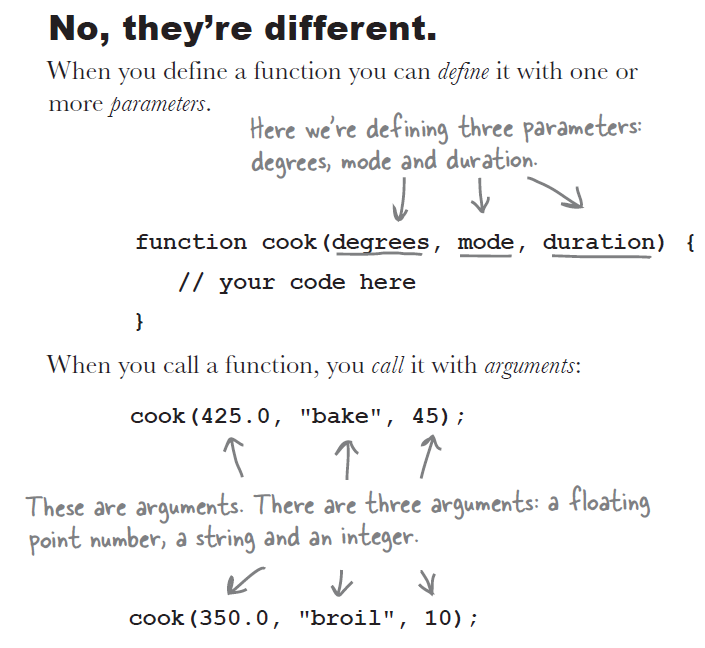 No, they’re different.
When you define a function you can define it with one or
more parameters.
Here we’re defining three parameters:
degrees, mode and duration.
function cook(degrees, mode, duration) {
// your code here
}
When you call a function, you call it with arguments:
cook(425.0, "bake", 45);
These are arguments. There are three arguments: a floating
point number, a string and an integer.
cook(350.0, "broil", 10);